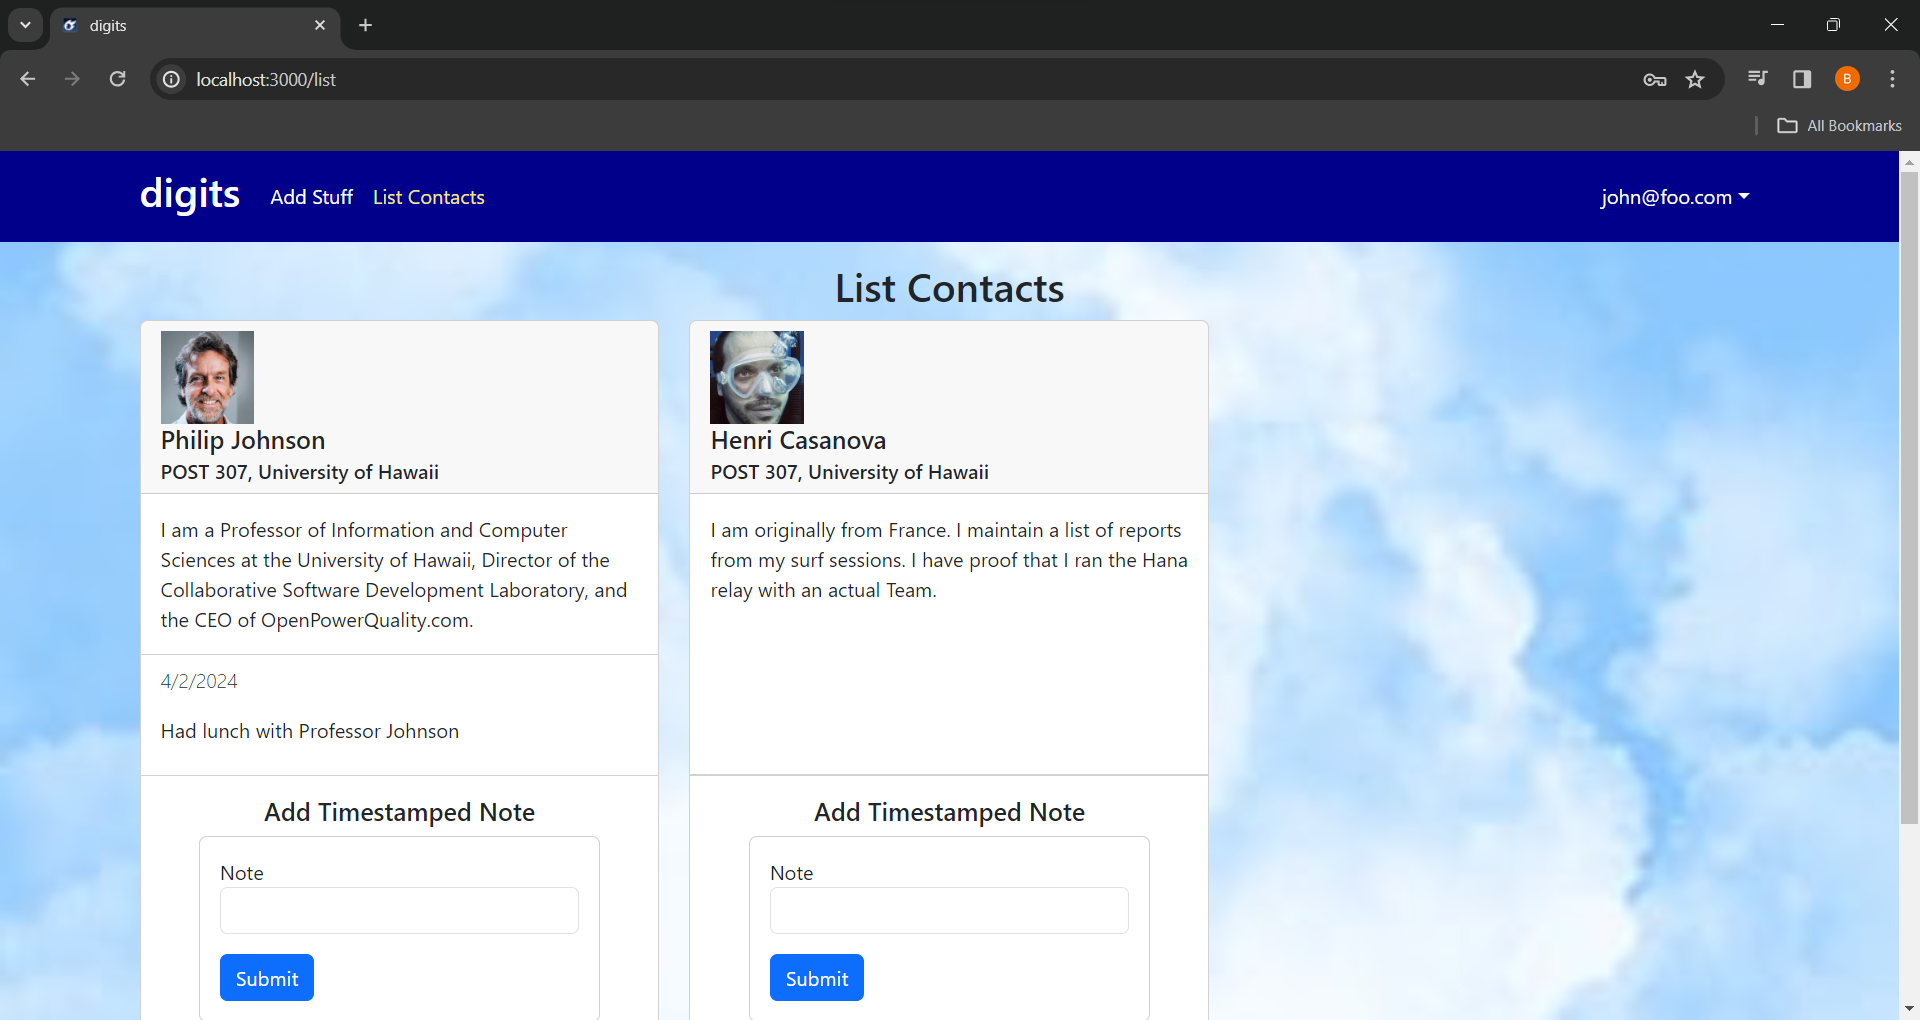 digits
localhost:3000/list
B
All Bookmarks
digits
Add Stuff
List Contacts
john@foo.com
List Contacts
Philip Johnson
POST 307, University of Hawaii
I am a Professor of Information and Computer
Sciences at the University of Hawaii, Director of the
Collaborative Software Development Laboratory, and
the CEO of OpenPowerQuality.com.
4/2/2024
Had lunch with Professor Johnson
Add Timestamped Note
Note
Submit
Henri Casanova
POST 307, University of Hawaii
I am originally from France. I maintain a list of reports
from my surf sessions. I have proof that I ran the Hana
relay with an actual Team.
Add Timestamped Note
Note
Submit